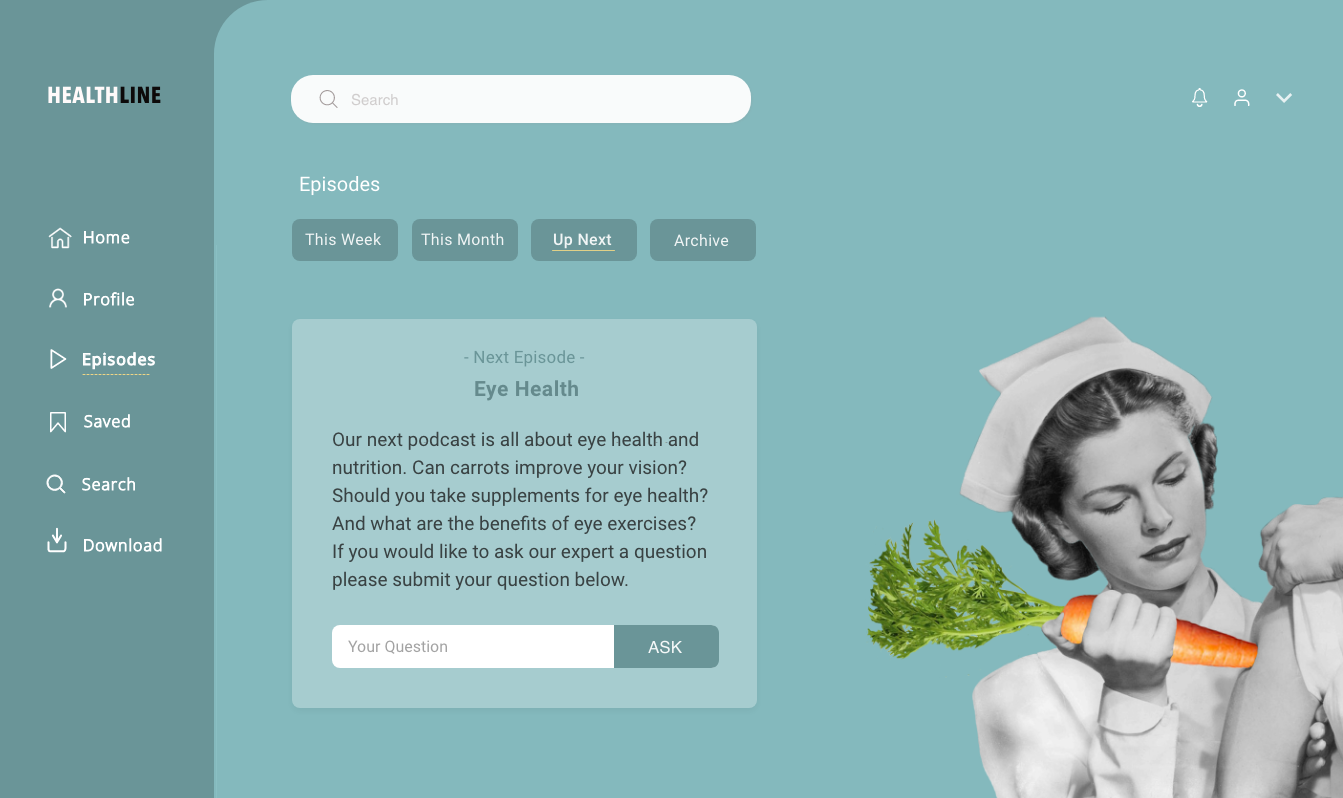 HEALTHLINE
Search
Episodes
This Week
This Month
Up Next
Archive
Home
Profile
Episodes
Saved
Search
Download
- Next Episode -
Eye Health
Our next podcast is all about eye health and
nutrition. Can carrots improve your vision?
Should you take supplements for eye health?
And what are the benefits of eye exercises?
If you would like to ask our expert a question
please submit your question below.
Your Question
ASK